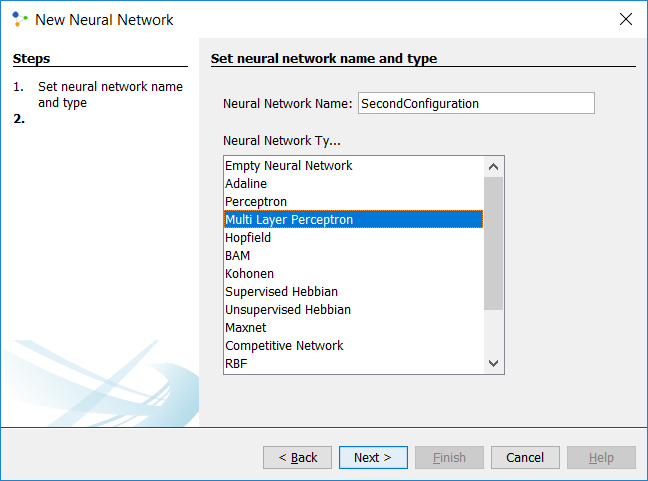 New Neural Network
Steps
1. Set neural network name
and type
2.
Set neural network name and type
Neural Network Name: SecondConfiguration
Neural Network Ty...
Empty Neural Network
Adaline
Perceptron
Multi Layer Perceptron
Hopfield
BAM
Kohonen
Supervised Hebbian
Unsupervised Hebbian
Maxnet
Competitive Network
RBF
< Back Next > Finish Cancel Help